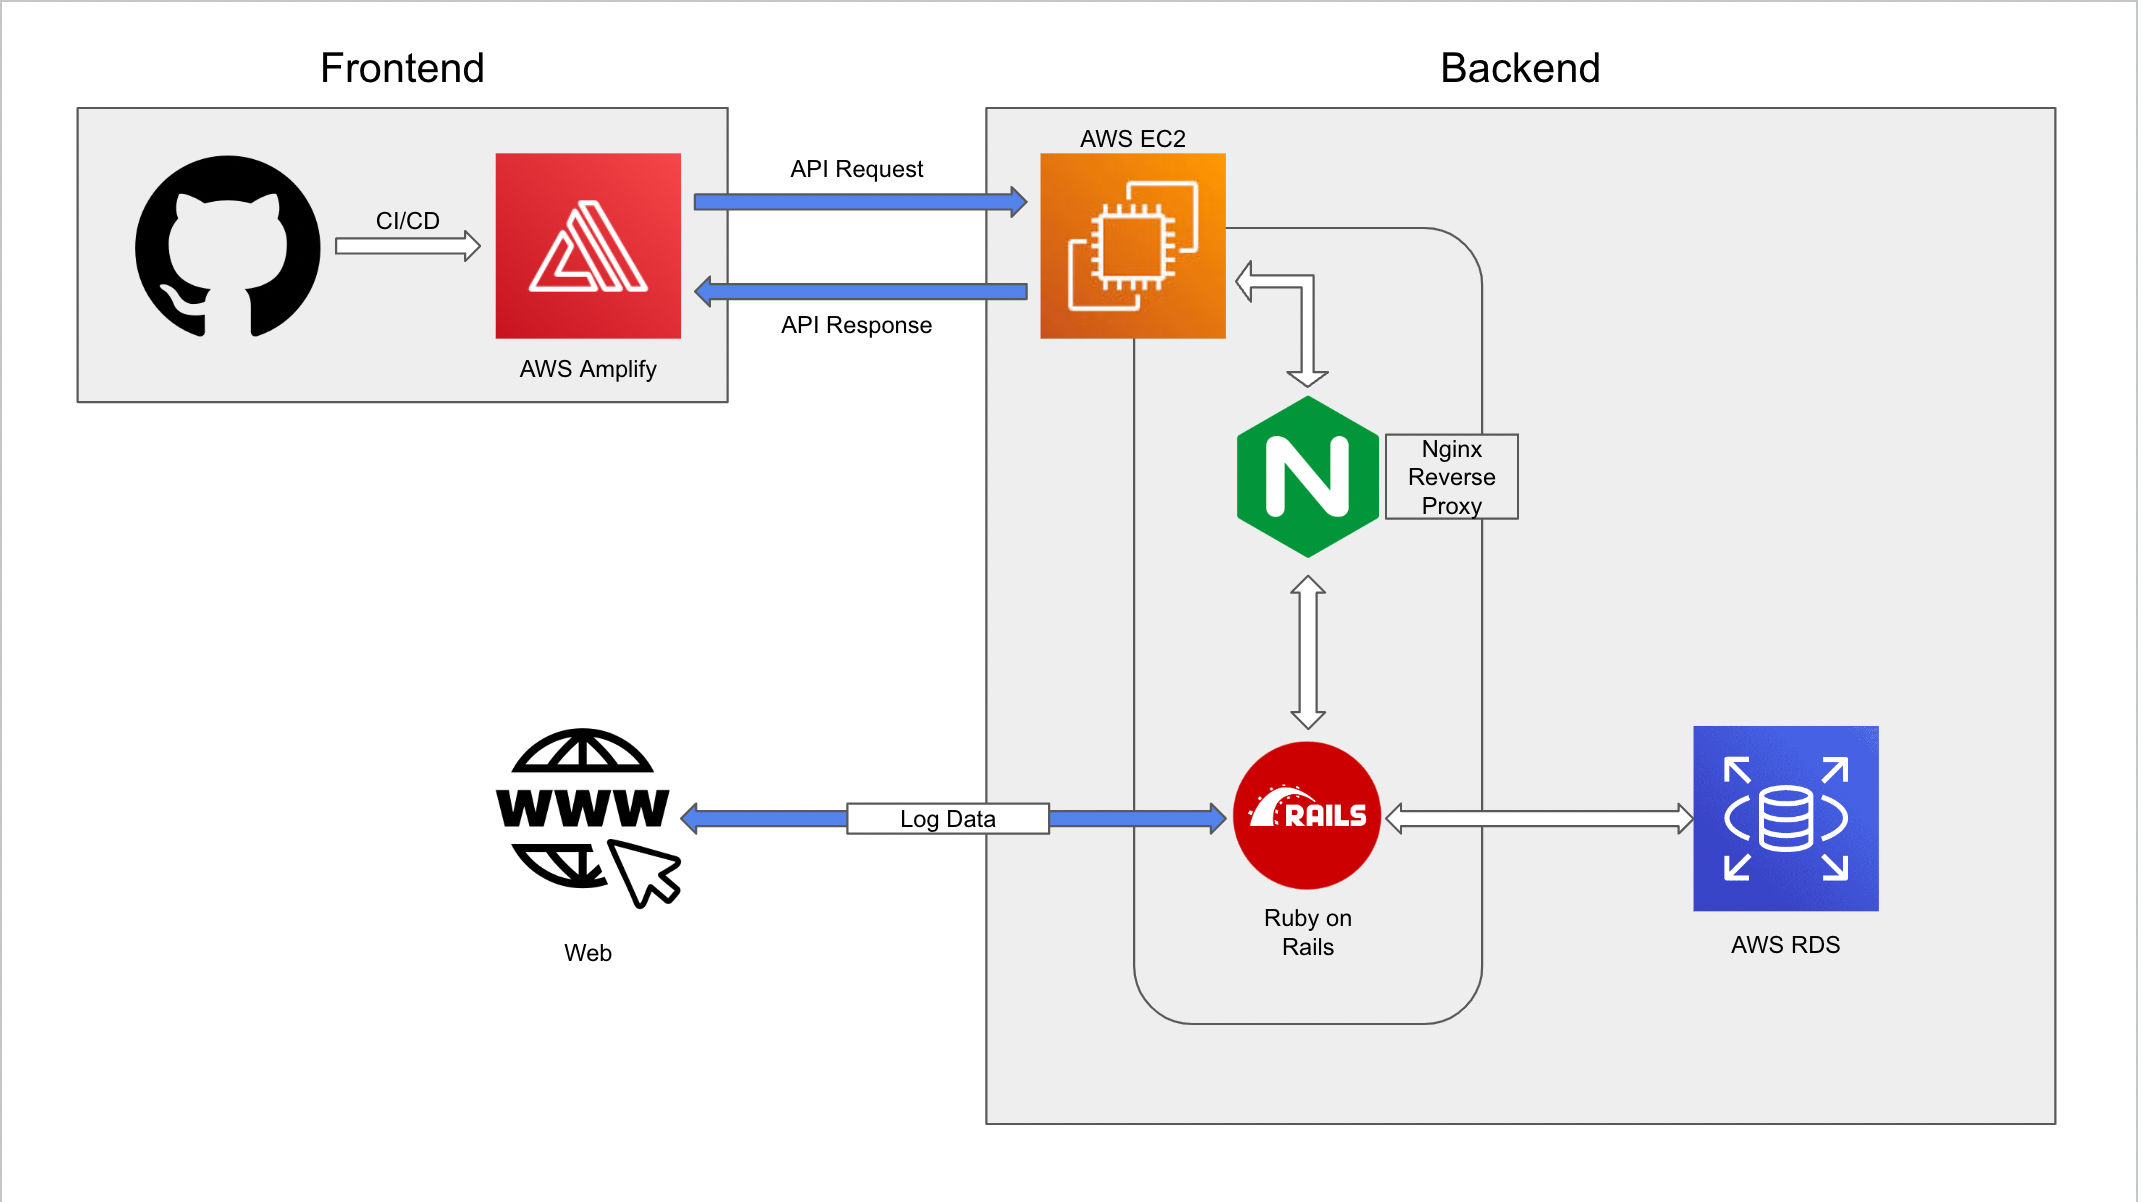 Frontend
Backend
CI/CD
AWS Amplify
API Request
API Response
AWS EC2
N
Nginx
Reverse
Proxy
WWW
Web
Log Data
RAILS
Ruby on
Rails
AWS RDS